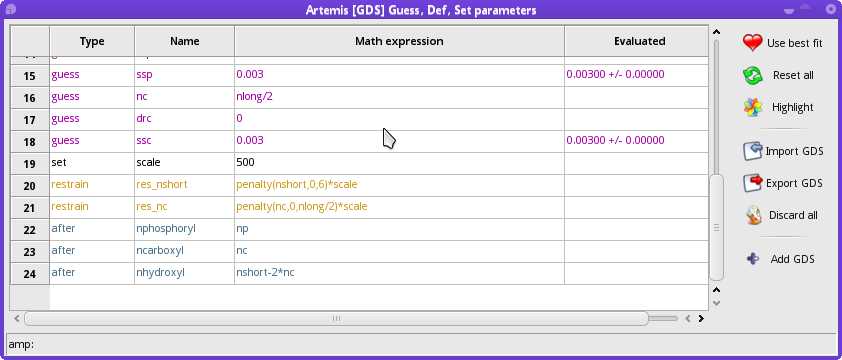 Artemis [GDS] Guess, Def, Set parameters
Type Name Math expression Evaluated
15 guess ssp 0.003 0.00300 +/- 0.00000
16 guess nc nlong/2
17 guess drc 0
18 guess ssc 0.003 0.00300 +/- 0.00000
19 set scale 500
20 restrain res_nshort penalty(nshort,0,6)*scale
21 restrain res_nc penalty(nc,0,nlong/2)*scale
22 after nphosphoryl np
23 after ncarboxyl nc
24 after nhydroxyl nshort-2*nc
Use best fit
Reset all
Highlight
Import GDS
Export GDS
Discard all
Add GDS
amp: